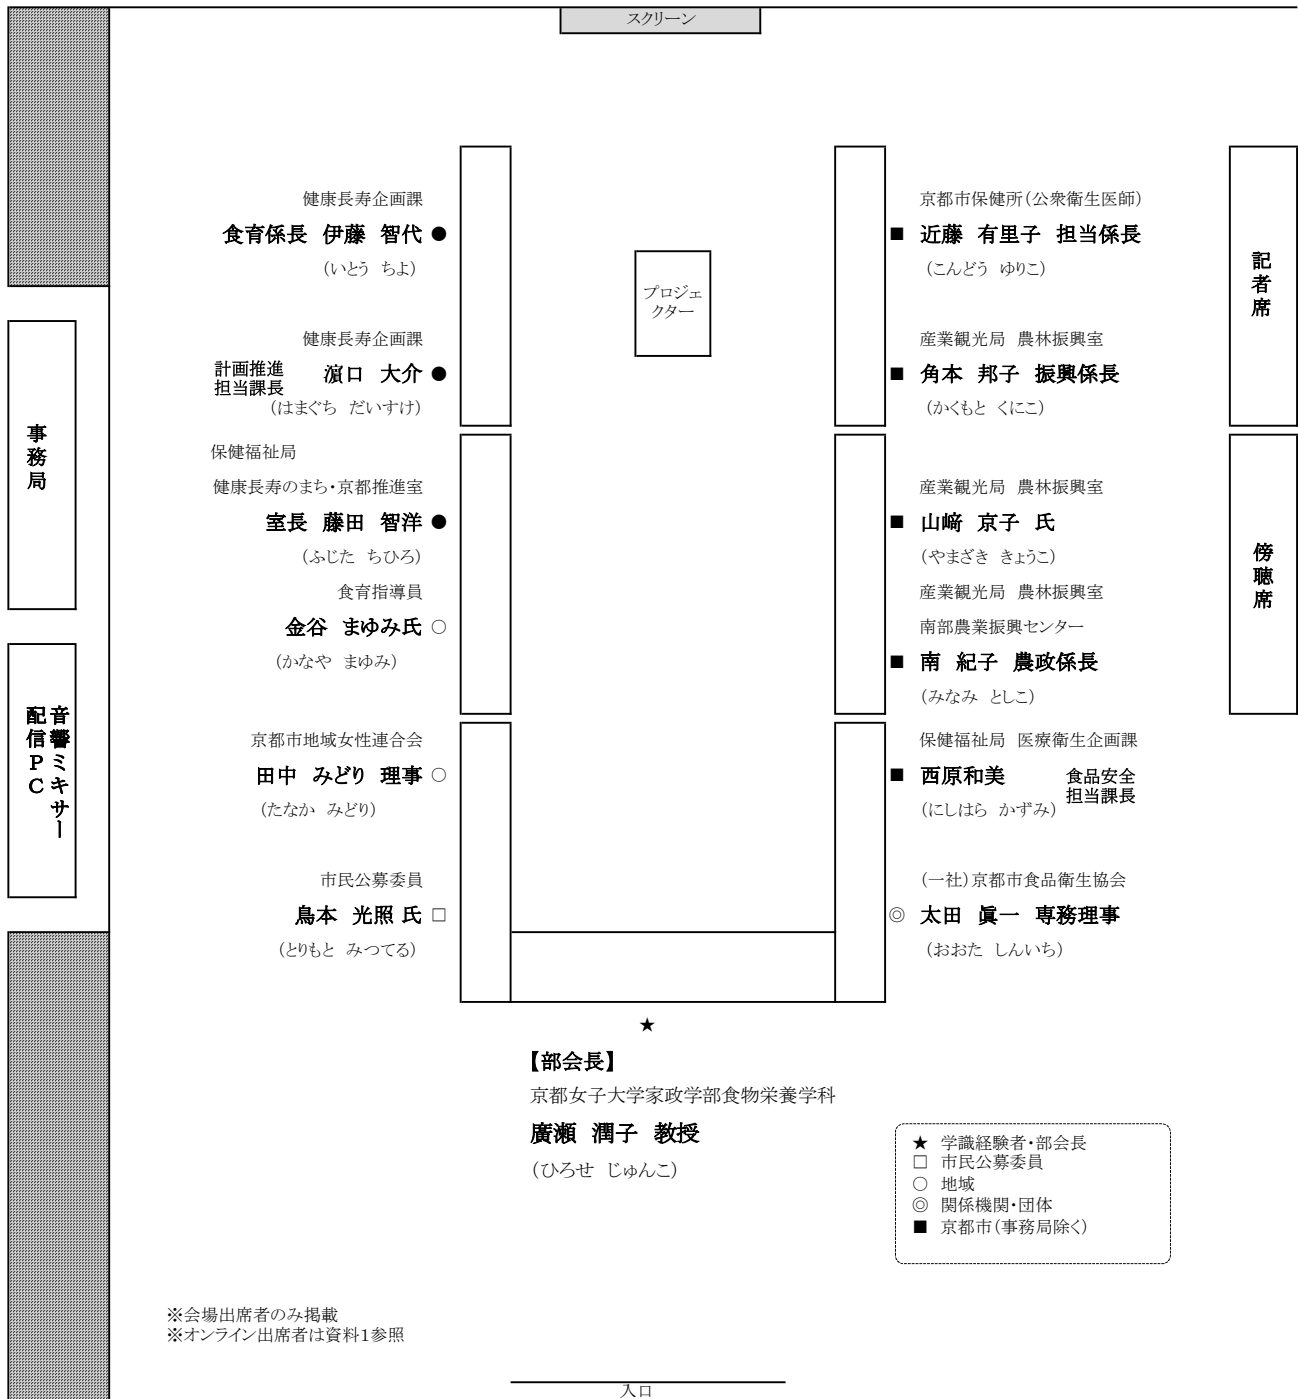 スクリーン
健康長寿企画課
食育係長 伊藤 智代 ●
(いとう ちよ)
健康長寿企画課
計画推進
担当課長
濵口 大介 ●
(はまぐち だいすけ)
保健福祉局
健康長寿のまち・京都推進室
室長 藤田 智洋 ●
(ふじた ちひろ)
食育指導員
金谷 まゆみ氏 ○
(かなや まゆみ)
京都市地域女性連合会
田中 みどり 理事 ○
(たなか みどり)
市民公募委員
鳥本 光照 氏 □
(とりもと みつてる)
事務局
音響ミキサー
配信PC
プロジェ
クター
京都市保健所(公衆衛生医師)
■ 近藤 有里子 担当係長
(こんどう ゆりこ)
産業観光局 農林振興室
■ 角本 邦子 振興係長
(かくもと くにこ)
産業観光局 農林振興室
■ 山﨑 京子 氏
(やまざき きょうこ)
産業観光局 農林振興室
南部農業振興センター
■ 南 紀子 農政係長
(みなみ としこ)
保健福祉局 医療衛生企画課
■ 西原和美
食品安全
担当課長
(にしはら かずみ)
(一社)京都市食品衛生協会
◎ 太田 眞一 専務理事
(おおた しんいち)
記者席
傍聴席
★
【部会長】
京都女子大学家政学部食物栄養学科
廣瀬 潤子 教授
(ひろせ じゅんこ)
★ 学識経験者・部会長
□ 市民公募委員
○ 地域
◎ 関係機関・団体
■ 京都市(事務局除く)
※会場出席者のみ掲載
※オンライン出席者は資料1参照
入口